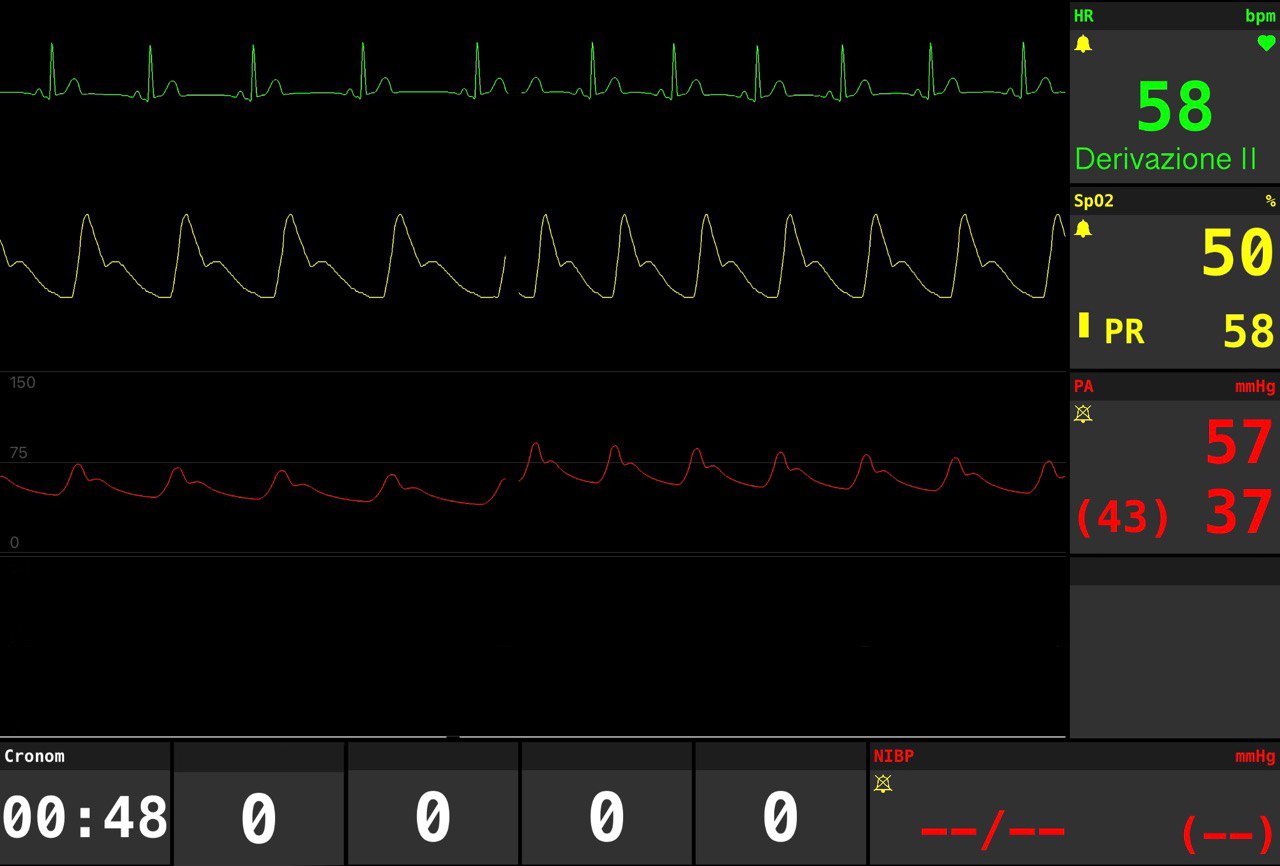 HR bpm
58
Derivazione II
SpO2 %
50
PR 58
150
75
0
PA mmHg
57
(43) 37
Cronom
00:48
0
0
0
0
NIBP mmHg
--/-- (--)